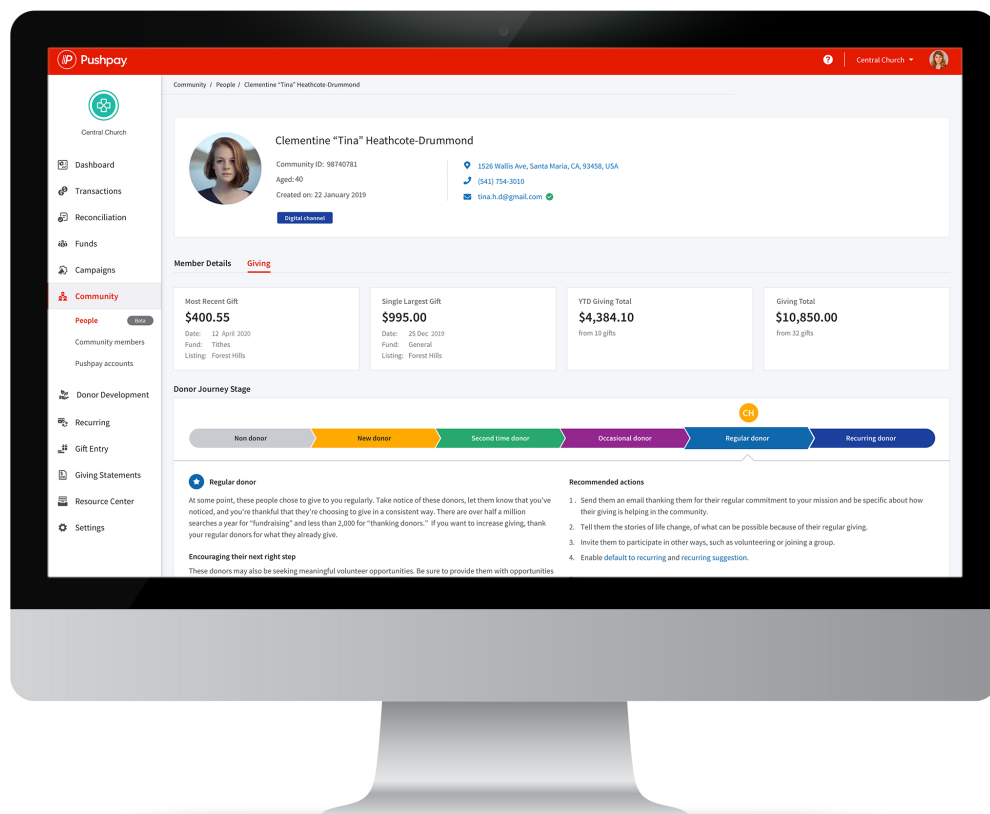 Pushpay
?
Central Church
Community / People / Clementine "Tina" Heathcote-Drummond
Central Church
Dashboard
Transactions
Reconciliation
Funds
Campaigns
Community
People Beta
Community members
Pushpay accounts
Donor Development
Recurring
Gift Entry
Giving Statements
Resource Center
Settings
Clementine “Tina” Heathcote-Drummond
Community ID: 98740781
Aged: 40
Created on: 22 January 2019
Digital channel
1526 Wallis Ave, Santa Maria, CA, 93458, USA
(541) 754-3010
tina.h.d@gmail.com
Member Details Giving
Most Recent Gift
$400.55
Date: 12 April 2020
Fund: Tithes
Listing: Forest Hills
Single Largest Gift
$995.00
Date: 25 Dec 2019
Fund: General
Listing: Forest Hills
YTD Giving Total
$4,384.10
from 10 gifts
Giving Total
$10,850.00
from 32 gifts
Donor Journey Stage
CH
Non donor New donor Second time donor Occasional donor Regular donor Recurring donor
Regular donor
At some point, these people chose to give to you regularly. Take notice of these donors, let them know that you've
noticed, and you're thankful that they're choosing to give in a consistent way. There are over half a million
searches a year for "fundraising" and less than 2,000 for "thanking donors." If you want to increase giving, thank
your regular donors for what they already give.
Encouraging their next right step
These donors may also be seeking meaningful volunteer opportunities. Be sure to provide them with opportunities
Recommended actions
1. Send them an email thanking them for their regular commitment to your mission and be specific about how
their giving is helping in the community.
2. Tell them the stories of life change, of what can be possible because of their regular giving.
3. Invite them to participate in other ways, such as volunteering or joining a group.
4. Enable default to recurring and recurring suggestion.